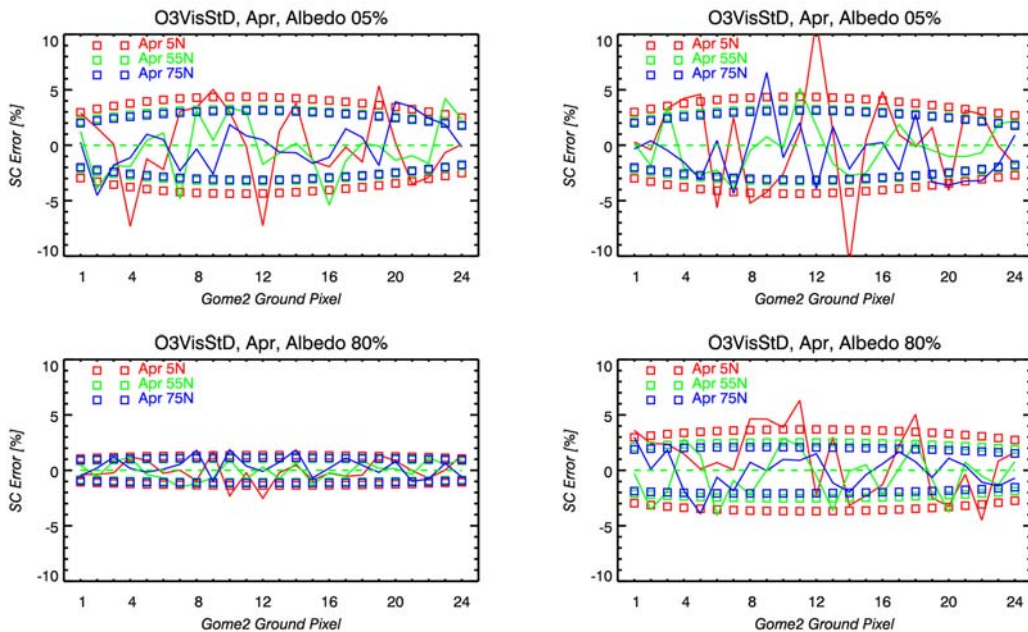 O3VisStD, Apr, Albedo 05%
10
5
0
-5
-10
SC Error [%]
Apr 5N
Apr 55N
Apr 75N
1 4 8 12 16 20 24
Gome2 Ground Pixel
O3VisStD, Apr, Albedo 05%
10
5
0
-5
-10
SC Error [%]
Apr 5N
Apr 55N
Apr 75N
1 4 8 12 16 20 24
Gome2 Ground Pixel
O3VisStD, Apr, Albedo 80%
10
5
0
-5
-10
SC Error [%]
Apr 5N
Apr 55N
Apr 75N
1 4 8 12 16 20 24
Gome2 Ground Pixel
O3VisStD, Apr, Albedo 80%
10
5
0
-5
-10
SC Error [%]
Apr 5N
Apr 55N
Apr 75N
1 4 8 12 16 20 24
Gome2 Ground Pixel